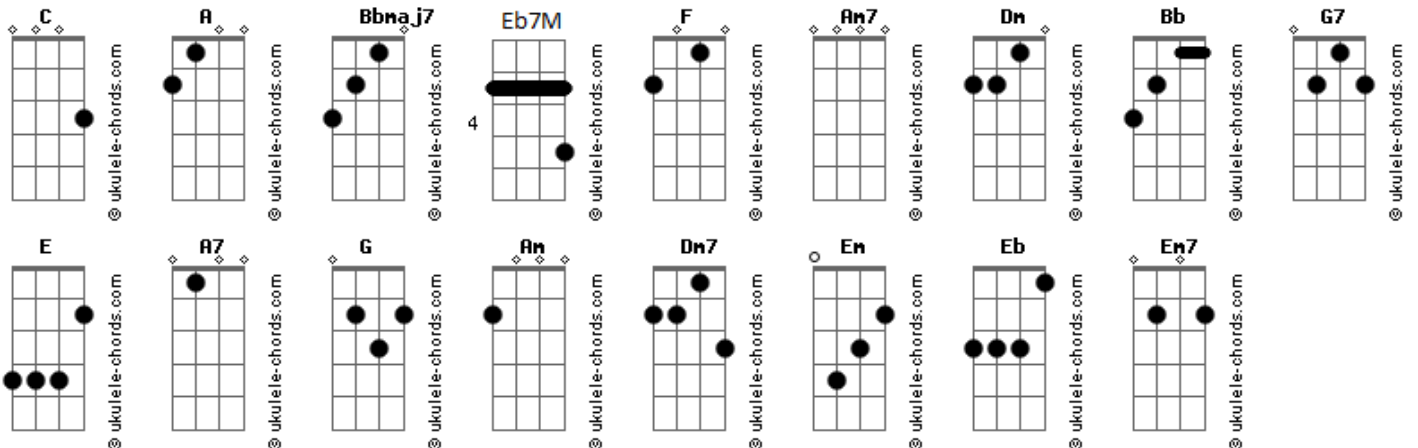 C A Bbmaj7 Eb7M F Am7 Dm Bb G7
4
© ukulele-chords.com © ukulele-chords.com © ukulele-chords.com © ukulele-chords.com © ukulele-chords.com © ukulele-chords.com © ukulele-chords.com © ukulele-chords.com © ukulele-chords.com
E A7 G Am Dm7 Em Eb Em7
© ukulele-chords.com © ukulele-chords.com © ukulele-chords.com © ukulele-chords.com © ukulele-chords.com © ukulele-chords.com © ukulele-chords.com © ukulele-chords.com